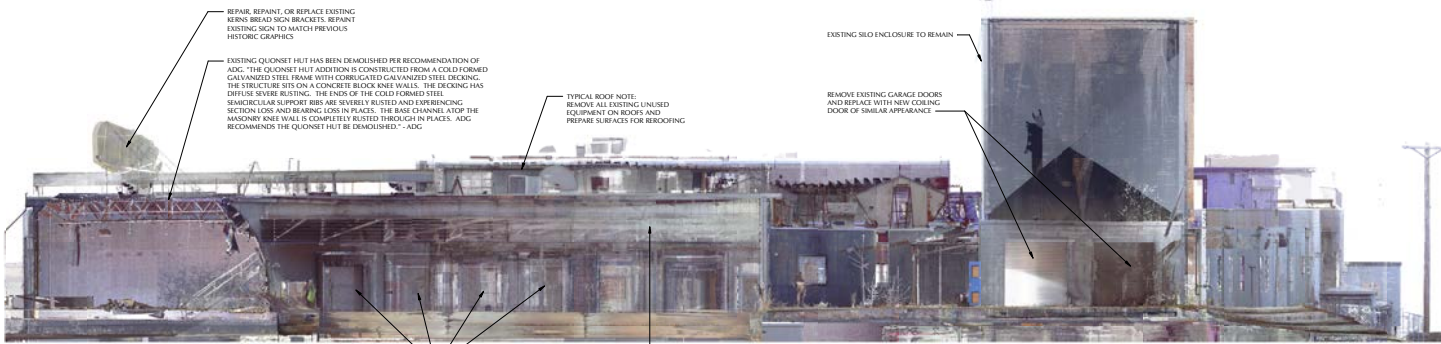 REPAIR, REPAINT, OR REPLACE EXISTING
KERNS BREAD SIGN BRACKETS. REPAINT
EXISTING SIGN TO MATCH PREVIOUS
HISTORIC GRAPHICS
EXISTING QUONSET HUT HAS BEEN DEMOLISHED PER RECOMMENDATION OF
ADG. "THE QUONSET HUT ADDITION IS CONSTRUCTED FROM A COLD FORMED
GALVANIZED STEEL FRAME WITH CORRUGATED GALVANIZED STEEL DECKING.
THE STRUCTURE SITS ON A CONCRETE BLOCK KNEE WALLS. THE DECKING HAS
DIFFUSE SEVERE RUSTING. THE ENDS OF THE COLD FORMED STEEL
SEMICIRCULAR SUPPORT RIBS ARE SEVERELY RUSTED AND EXPERIENCING
SECTION LOSS AND BEARING LOSS IN PLACES. THE BASE CHANNEL ATOP THE
MASONRY KNEE WALL IS COMPLETELY RUSTED THROUGH IN PLACES. ADG
RECOMMENDS THE QUONSET HUT BE DEMOLISHED." - ADG
TYPICAL ROOF NOTE:
REMOVE ALL EXISTING UNUSED
EQUIPMENT ON ROOFS AND
PREPARE SURFACES FOR REROOFING
EXISTING SILO ENCLOSURE TO REMAIN
REMOVE EXISTING GARAGE DOORS
AND REPLACE WITH NEW COILING
DOOR OF SIMILAR APPEARANCE